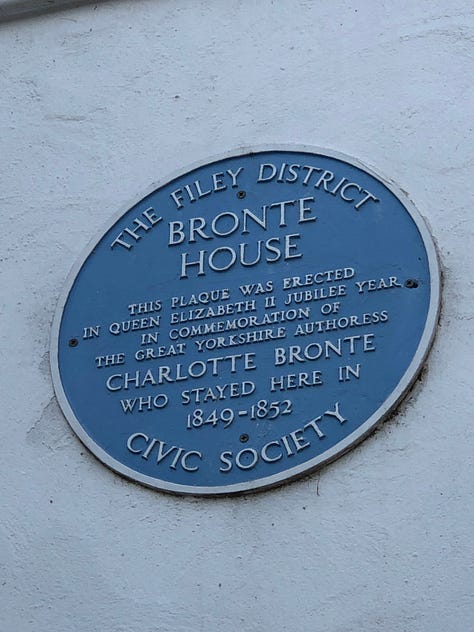 THE FILEY DISTRICT
BRONTE
HOUSE
THIS PLAQUE WAS ERECTED
IN QUEEN ELIZABETH II JUBILEE YEAR
IN COMMEMORATION OF
THE GREAT YORKSHIRE AUTHORESS
CHARLOTTE BRONTE
WHO STAYED HERE IN
1849-1852
CIVIC SOCIETY